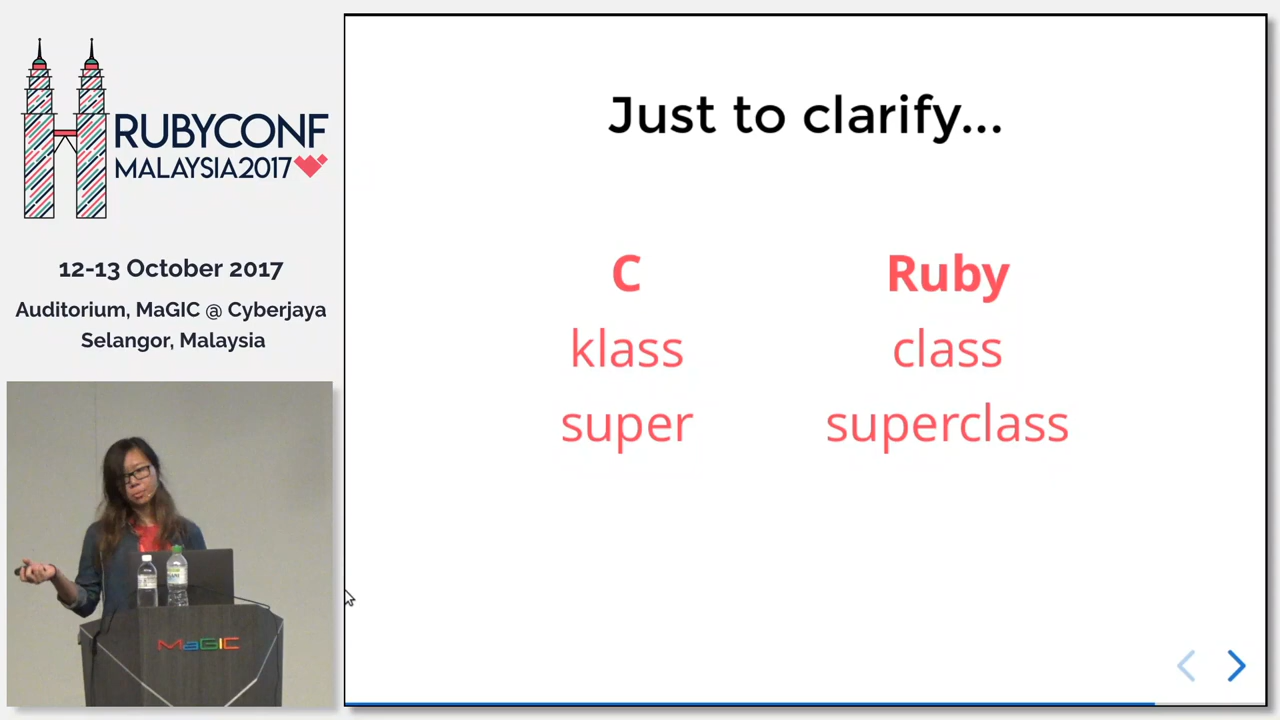 RUBYCONF
MALAYSIA2017
12-13 October 2017
Auditorium, MaGIC @ Cyberjaya
Selangor, Malaysia
Just to clarify...
C Ruby
klass class
super superclass
MaGIC